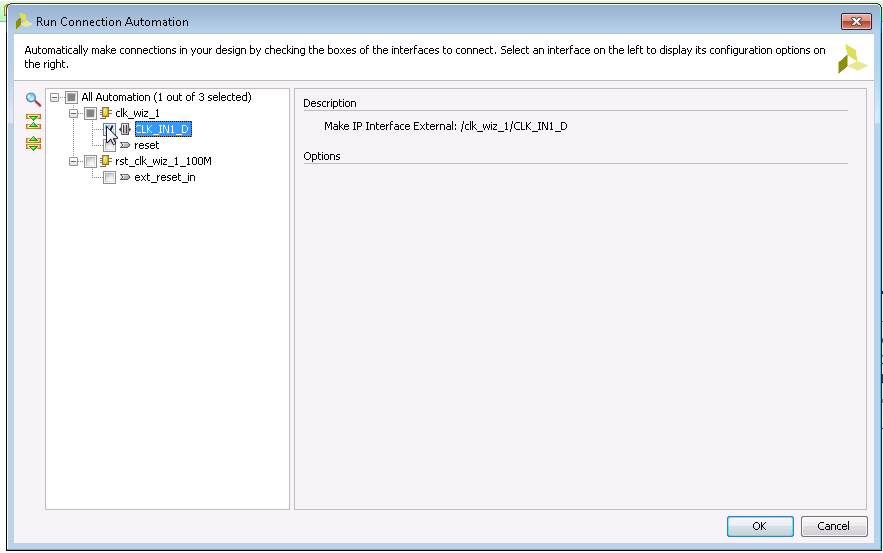 Run Connection Automation
Automatically make connections in your design by checking the boxes of the interfaces to connect. Select an interface on the left to display its configuration options on
the right.
All Automation (1 out of 3 selected)
clk_wiz_1
CLK_IN1_D
reset
rst_clk_wiz_1_100M
ext_reset_in
Description
Make IP Interface External: /clk_wiz_1/CLK_IN1_D
Options
OK
Cancel